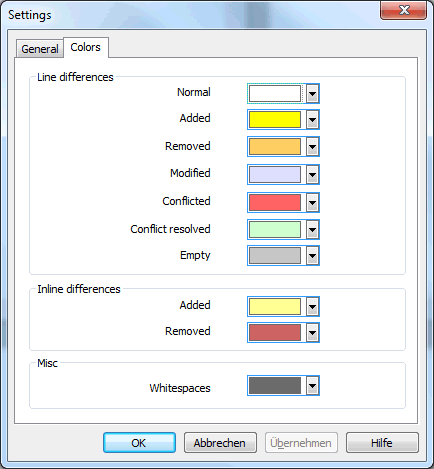 Settings
General Colors
Line differences
Normal
Added
Removed
Modified
Conflicted
Conflict resolved
Empty
Inline differences
Added
Removed
Misc
Whitespaces
OK Abbrechen Übernehmen Hilfe